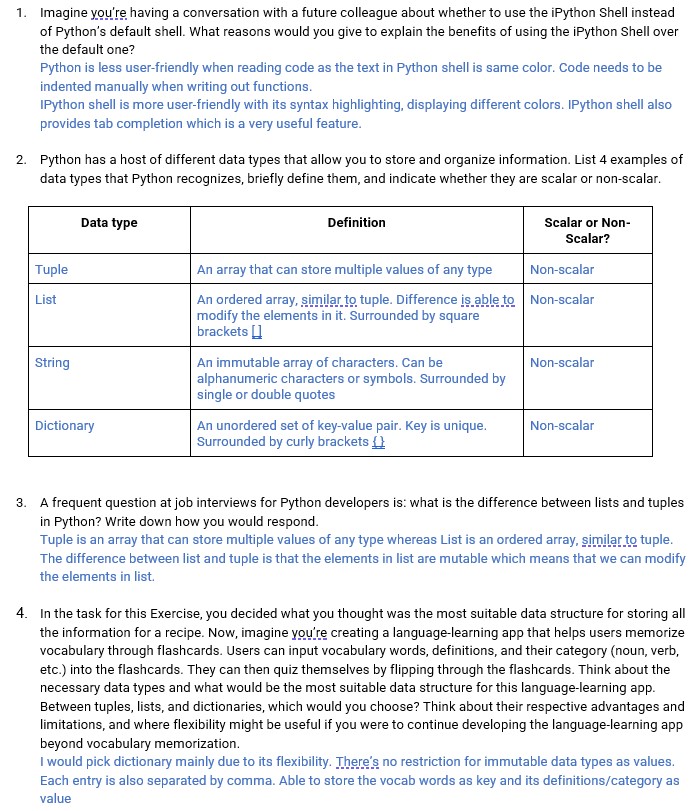 1. Imagine you're having a conversation with a future colleague about whether to use the iPython Shell instead
of Python's default shell. What reasons would you give to explain the benefits of using the iPython Shell over
the default one?
Python is less user-friendly when reading code as the text in Python shell is same color. Code needs to be
indented manually when writing out functions.
IPython shell is more user-friendly with its syntax highlighting, displaying different colors. IPython shell also
provides tab completion which is a very useful feature.
2. Python has a host of different data types that allow you to store and organize information. List 4 examples of
data types that Python recognizes, briefly define them, and indicate whether they are scalar or non-scalar.
Data type
Definition
Scalar or Non-
Scalar?
Tuple
An array that can store multiple values of any type
Non-scalar
List
An ordered array, similar to tuple. Difference is able to
modify the elements in it. Surrounded by square
brackets []
Non-scalar
String
An immutable array of characters. Can be
alphanumeric characters or symbols. Surrounded by
single or double quotes
Non-scalar
Dictionary
An unordered set of key-value pair. Key is unique.
Surrounded by curly brackets {}
Non-scalar
3. A frequent question at job interviews for Python developers is: what is the difference between lists and tuples
in Python? Write down how you would respond.
Tuple is an array that can store multiple values of any type whereas List is an ordered array, similar to tuple.
The difference between list and tuple is that the elements in list are mutable which means that we can modify
the elements in list.
4. In the task for this Exercise, you decided what you thought was the most suitable data structure for storing all
the information for a recipe. Now, imagine you're creating a language-learning app that helps users memorize
vocabulary through flashcards. Users can input vocabulary words, definitions, and their category (noun, verb,
etc.) into the flashcards. They can then quiz themselves by flipping through the flashcards. Think about the
necessary data types and what would be the most suitable data structure for this language-learning app.
Between tuples, lists, and dictionaries, which would you choose? Think about their respective advantages and
limitations, and where flexibility might be useful if you were to continue developing the language-learning app
beyond vocabulary memorization.
I would pick dictionary mainly due to its flexibility. There's no restriction for immutable data types as values.
Each entry is also separated by comma. Able to store the vocab words as key and its definitions/category as
value